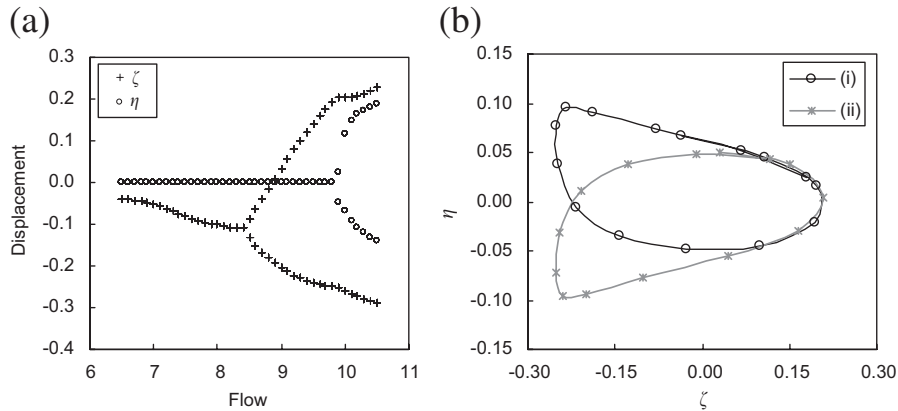 (a)
Displacement
0.3
0.2
0.1
0.0
-0.1
-0.2
-0.3
-0.4
ζ
η
6 7 8 9 10 11
Flow
(b)
η
0.15
0.10
0.05
0.00
-0.05
-0.10
-0.15
(i)
(ii)
-0.30 -0.15 0.00 0.15 0.30
ζ